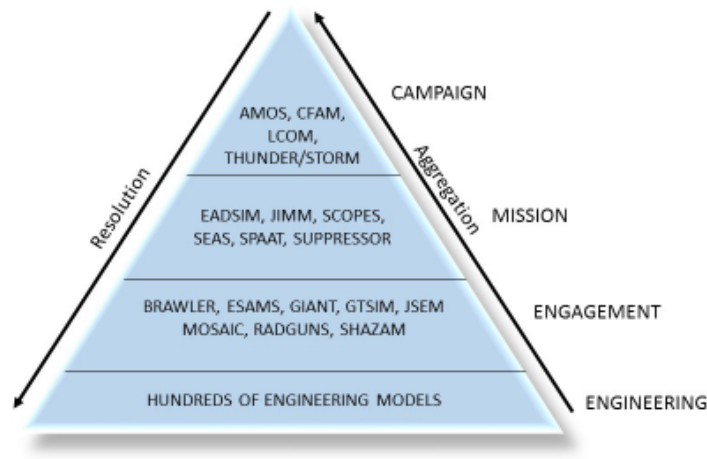 CAMPAIGN
AMOS, CFAM,
LCOM,
THUNDER/STORM
Resolution
Aggregation
MISSION
EADSIM, JIMM, SCOPES,
SEAS, SPAAT, SUPPRESSOR
BRAWLER, ESAMS, GIANT, GTSIM, JSEM
MOSAIC, RADGUNS, SHAZAM
ENGAGEMENT
HUNDREDS OF ENGINEERING MODELS
ENGINEERING